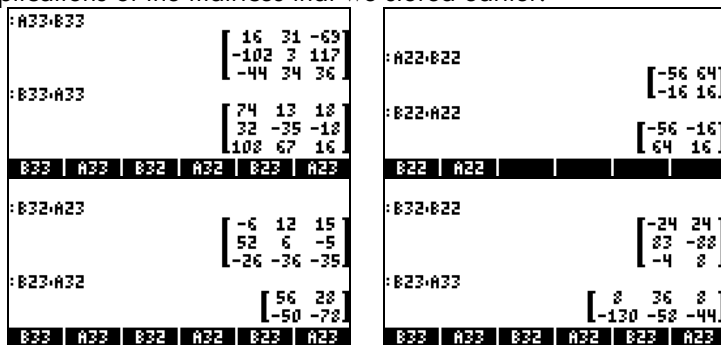 :A33·B33
[ 16 31 -69]
[-102 3 117]
[-44 34 36]
:B33·A33
[74 13 18]
[32 -35 -18]
[108 67 16]
B33 A33 B32 A32 B23 A23
:A22·B22
[-56 64]
[-16 16]
:B22·A22
[-56 -16]
[64 16]
B22 A22
:B32·A23
[-6 12 15]
[52 6 -5]
[-26 -36 -35]
:B23·A32
[56 28]
[-50 -78]
B33 A33 B32 A32 B23 A23
:B32·B22
[-24 24]
[83 -88]
[-4 8]
:B23·A33
[8 36 8]
[-130 -58 -44]
B33 A33 B32 A32 B23 A23